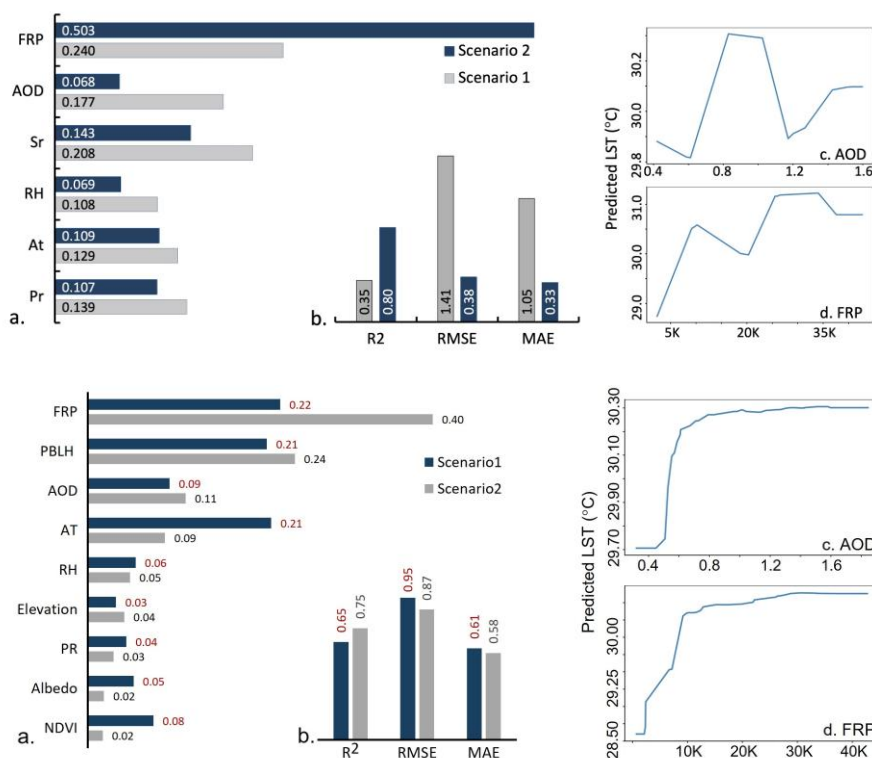 FRP
0.503
0.240
AOD
0.068
0.177
Sr
0.143
0.208
RH
0.069
0.108
At
0.109
0.129
Pr
0.107
0.139
a.
Scenario 2
Scenario 1
0.35
0.80
1.41
0.38
1.05
0.33
b.
R2
RMSE
MAE
Predicted LST (°C)
30.2
30.0
29.8
c. AOD
0.4
0.8
1.2
1.6
31.0
30.0
29.0
d. FRP
5K
20K
35K
FRP
0.22
0.40
PBLH
0.21
0.24
AOD
0.09
0.11
AT
0.21
0.09
RH
0.06
0.05
Elevation
0.03
0.04
PR
0.04
0.03
Albedo
0.05
0.02
NDVI
0.08
0.02
a.
Scenario1
Scenario2
0.65
0.75
0.95
0.87
0.61
0.58
b.
R²
RMSE
MAE
Predicted LST (°C)
30.30
30.10
29.90
29.70
c. AOD
0.4
0.8
1.2
1.6
30.00
29.25
28.50
d. FRP
10K
20K
30K
40K